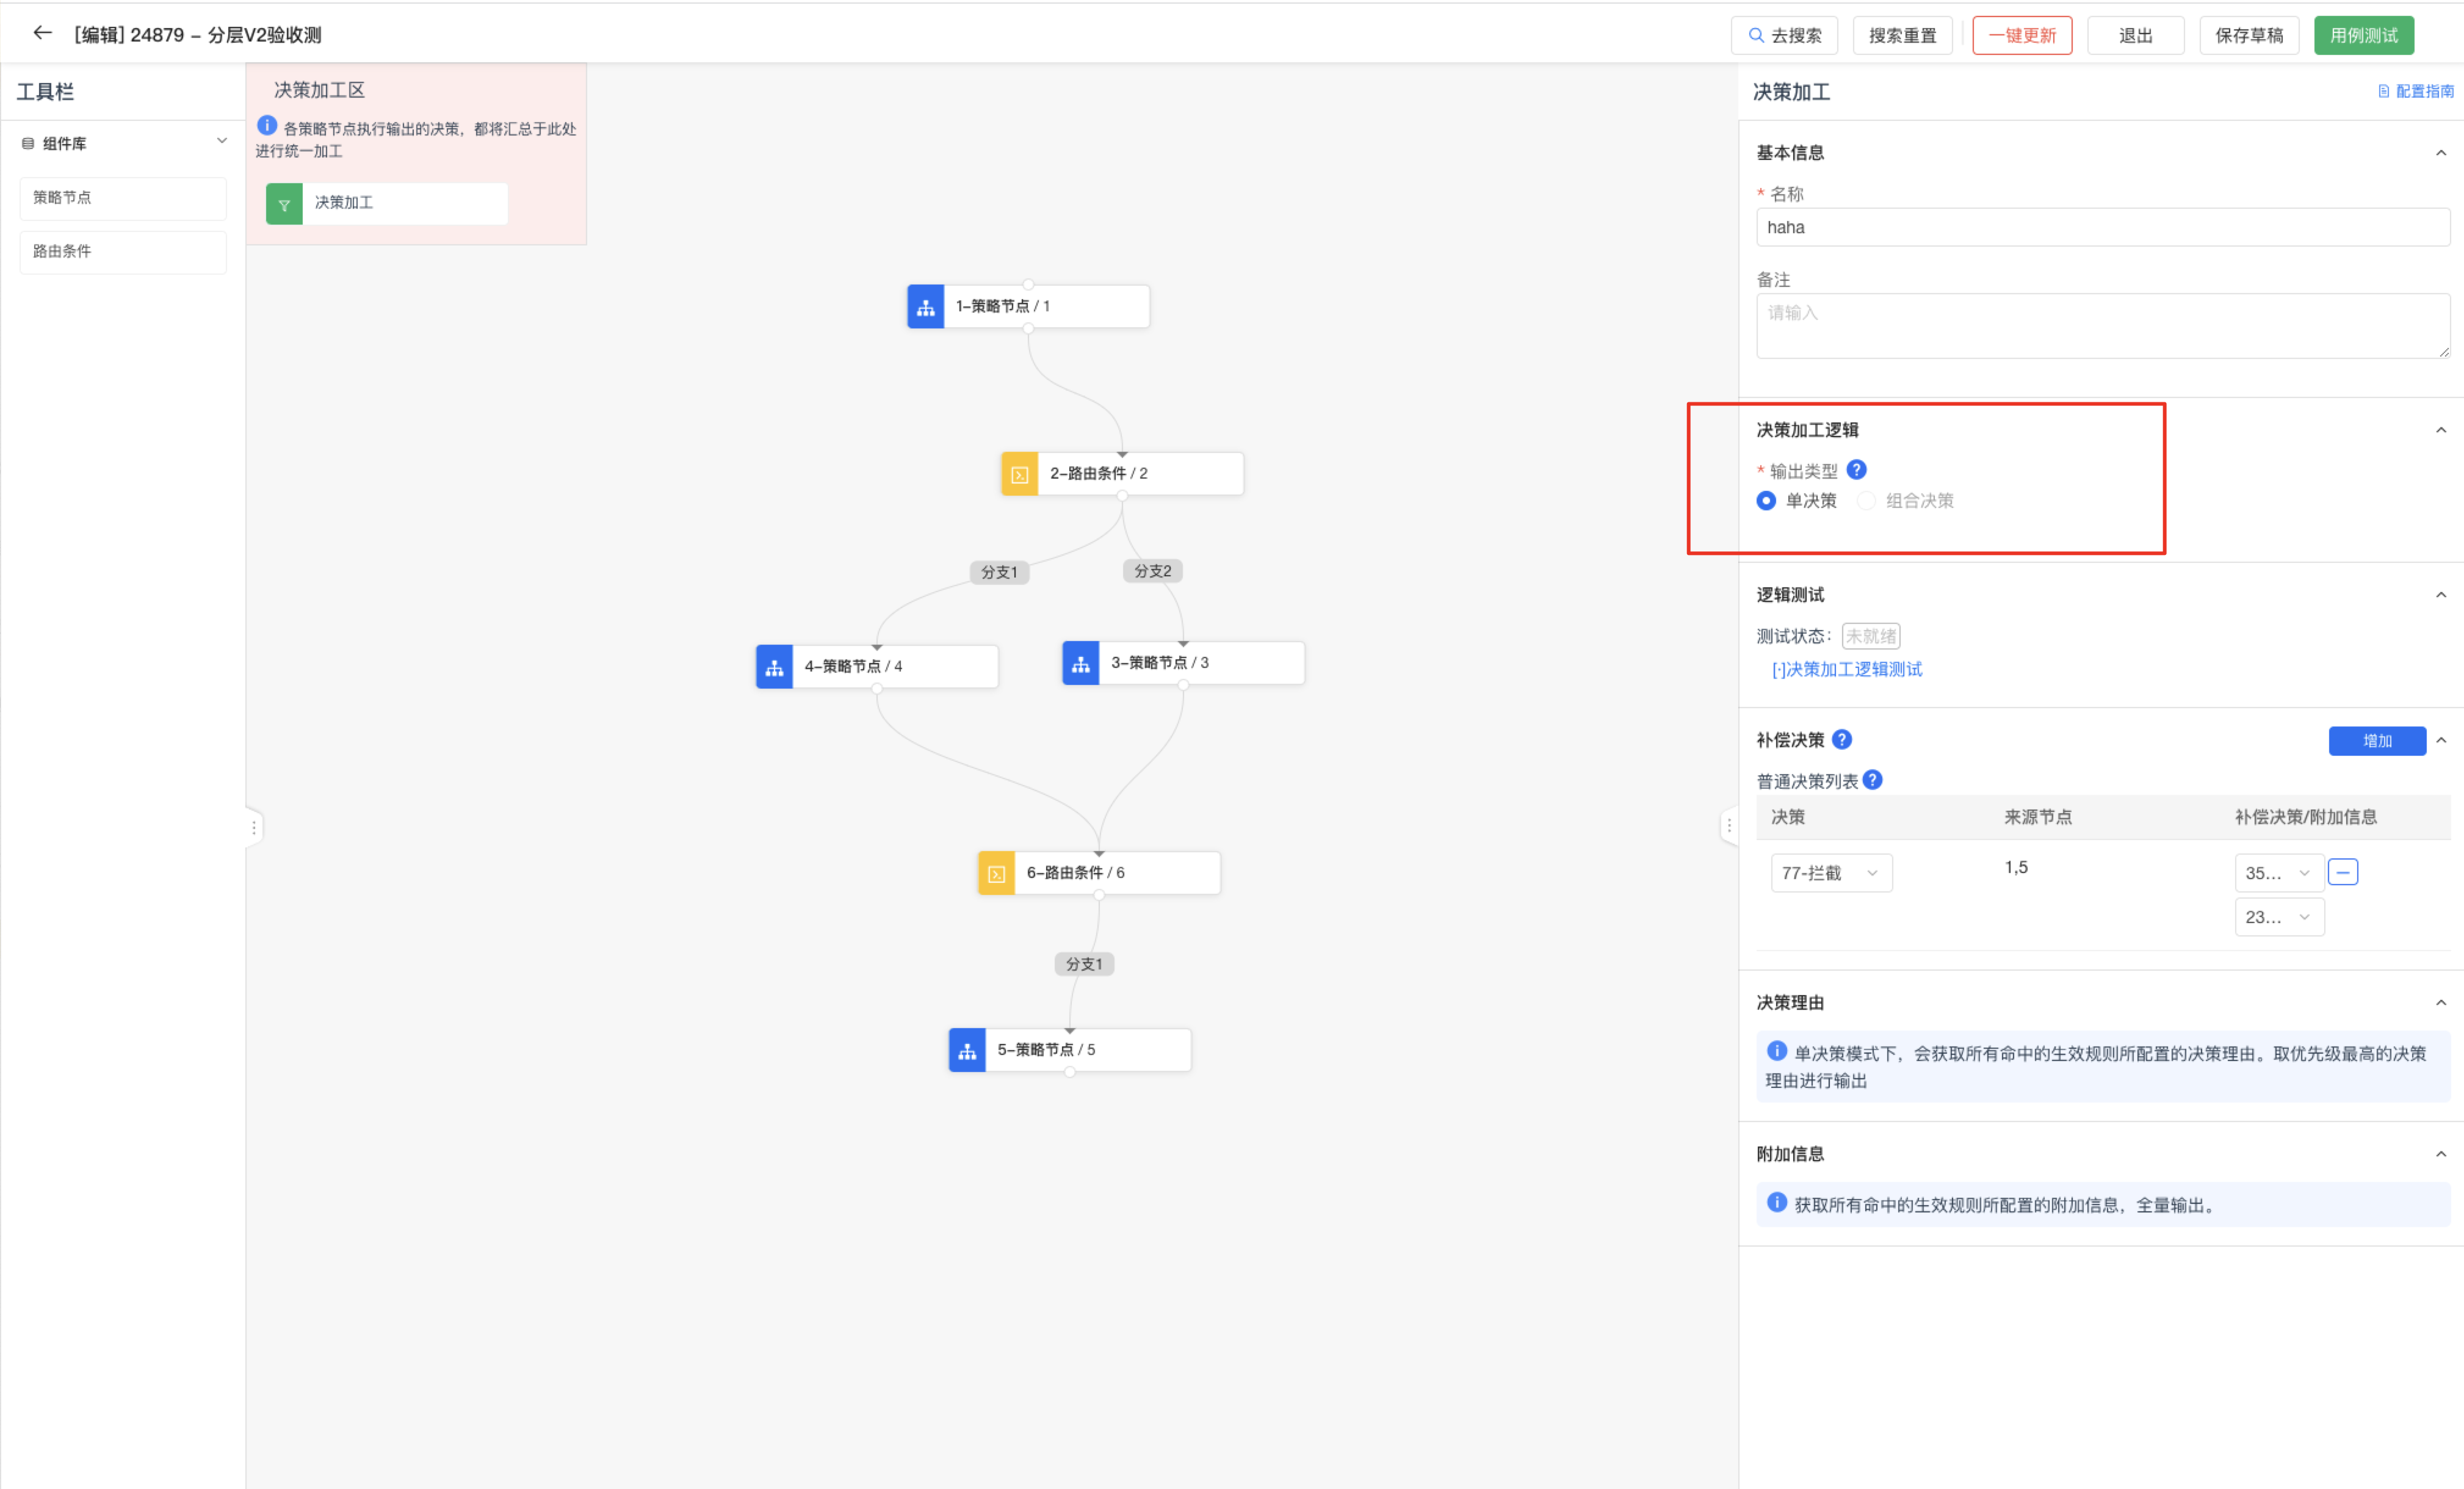 [编辑] 24879 – 分层V2验收测
去搜索
搜索重置
一键更新
退出
保存草稿
用例测试
工具栏
组件库
策略节点
路由条件
决策加工区
各策略节点执行输出的决策，都将汇总于此处
进行统一加工
决策加工
1-策略节点 / 1
2-路由条件 / 2
分支1
分支2
4-策略节点 / 4
3-策略节点 / 3
6-路由条件 / 6
分支1
5-策略节点 / 5
决策加工
配置指南
基本信息
* 名称
haha
备注
请输入
决策加工逻辑
* 输出类型
单决策
组合决策
逻辑测试
测试状态： 未就绪
[·]决策加工逻辑测试
补偿决策
增加
普通决策列表
决策
来源节点
补偿决策/附加信息
77-拦截
1,5
35...
23...
决策理由
单决策模式下，会获取所有命中的生效规则所配置的决策理由。取优先级最高的决策
理由进行输出
附加信息
获取所有命中的生效规则所配置的附加信息，全量输出。